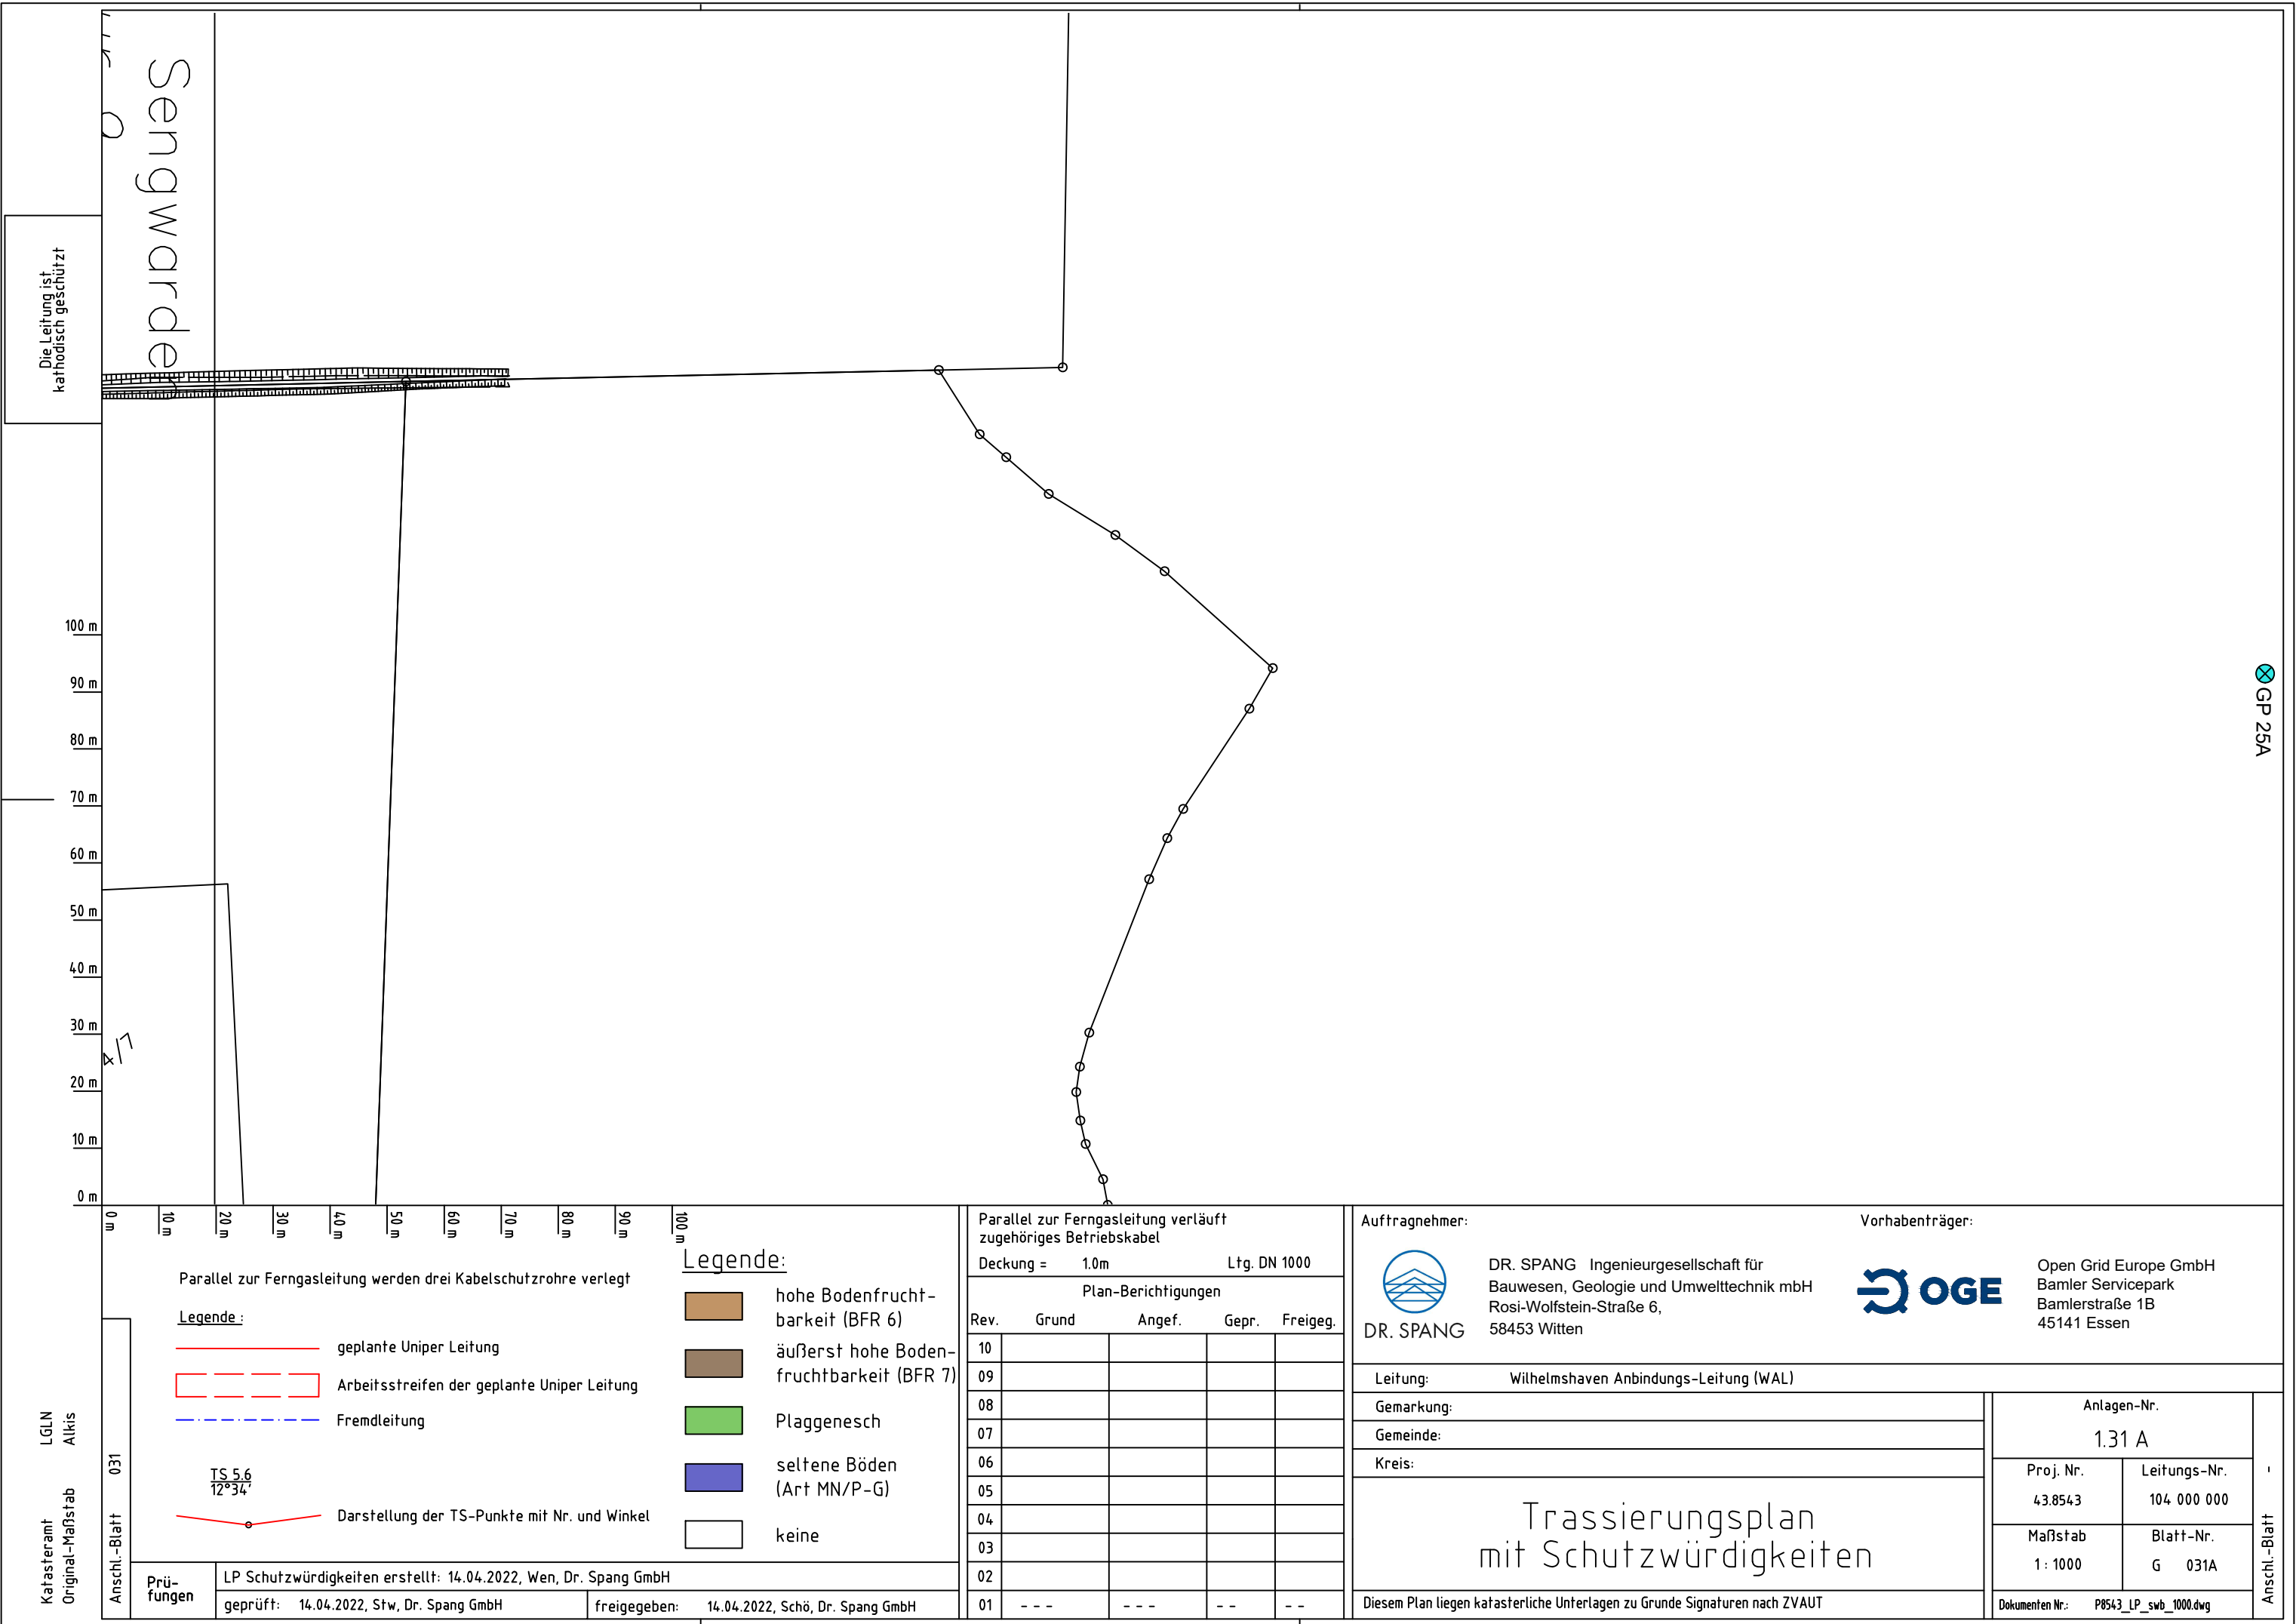 Sengwarde
Die Leitung ist
kathodisch geschützt
100 m
90 m
80 m
70 m
60 m
50 m
40 m
30 m
20 m
10 m
0 m
4/7
GP 25A
0 m
10 m
20 m
30 m
40 m
50 m
60 m
70 m
80 m
90 m
100 m
Parallel zur Ferngasleitung werden drei Kabelschutzrohre verlegt
Legende :
geplante Uniper Leitung
Arbeitsstreifen der geplante Uniper Leitung
Fremdleitung
TS 5.6
12°34'
Darstellung der TS-Punkte mit Nr. und Winkel
Legende:
hohe Bodenfrucht-
barkeit (BFR 6)
äußerst hohe Boden-
fruchtbarkeit (BFR 7)
Plaggenesch
seltene Böden
(Art MN/P-G)
keine
Katasteramt LGLN
Original-Maßstab Alkis
Anschl.-Blatt 031
Prü-
fungen
LP Schutzwürdigkeiten erstellt: 14.04.2022, Wen, Dr. Spang GmbH
geprüft: 14.04.2022, Stw, Dr. Spang GmbH
freigegeben: 14.04.2022, Schö, Dr. Spang GmbH
Parallel zur Ferngasleitung verläuft
zugehöriges Betriebskabel
Deckung = 1.0m Ltg. DN 1000
Plan-Berichtigungen
Rev. Grund Angef. Gepr. Freigeg.
10
09
08
07
06
05
04
03
02
01 --- --- -- --
Auftragnehmer:
DR. SPANG
DR. SPANG Ingenieurgesellschaft für
Bauwesen, Geologie und Umwelttechnik mbH
Rosi-Wolfstein-Straße 6,
58453 Witten
Vorhabenträger:
OGE
Open Grid Europe GmbH
Bamler Servicepark
Bamlerstraße 1B
45141 Essen
Leitung: Wilhelmshaven Anbindungs-Leitung (WAL)
Gemarkung:
Gemeinde:
Kreis:
Trassierungsplan
mit Schutzwürdigkeiten
Diesem Plan liegen katasterliche Unterlagen zu Grunde Signaturen nach ZVAUT
Anlagen-Nr.
1.31 A
Proj. Nr.
43.8543
Leitungs-Nr.
104 000 000
Maßstab
1 : 1000
Blatt-Nr.
G 031A
Dokumenten Nr.: P8543_LP_swb_1000.dwg
Anschl.-Blatt -